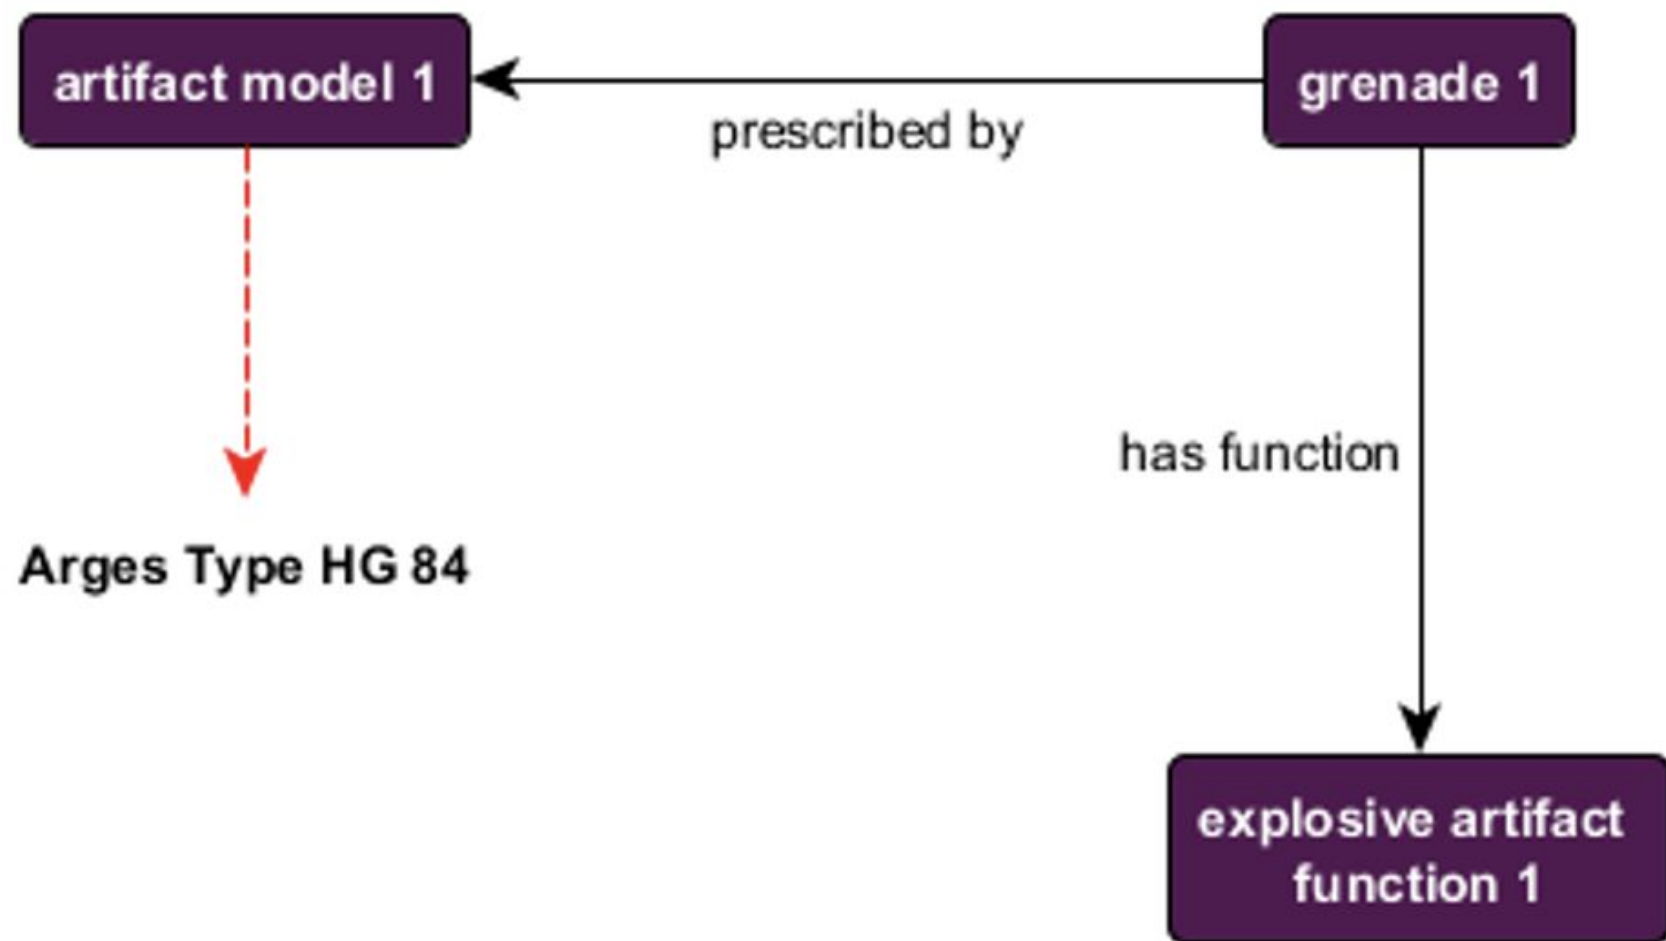 artifact model 1
grenade 1
prescribed by
has function
Arges Type HG 84
explosive artifact
function 1